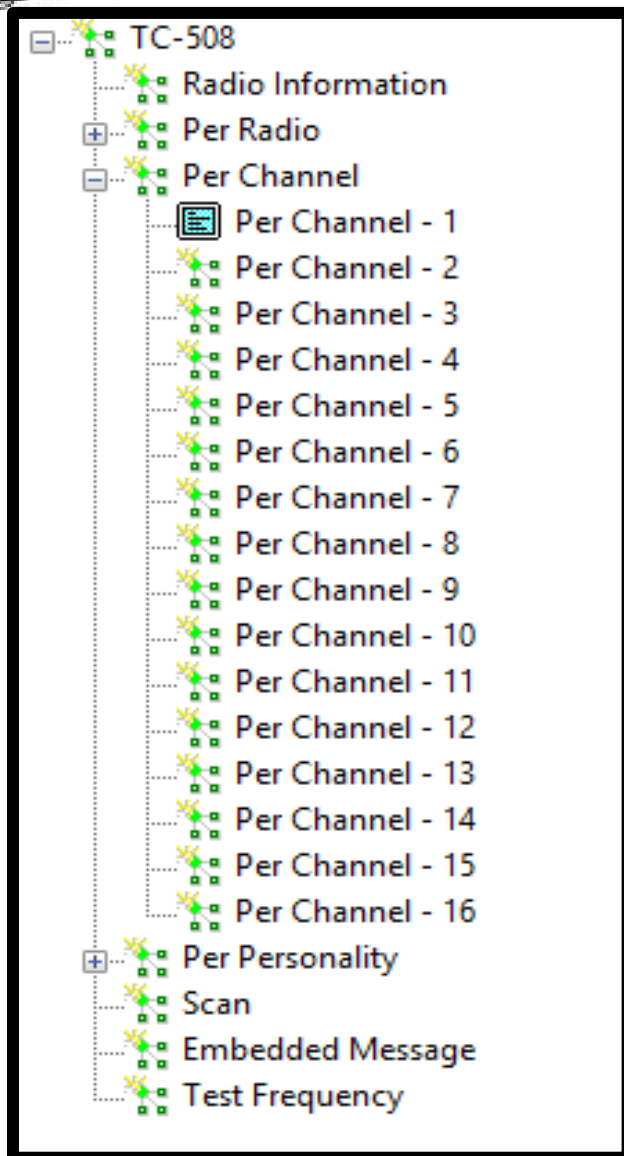 TC-508
Radio Information
Per Radio
Per Channel
Per Channel - 1
Per Channel - 2
Per Channel - 3
Per Channel - 4
Per Channel - 5
Per Channel - 6
Per Channel - 7
Per Channel - 8
Per Channel - 9
Per Channel - 10
Per Channel - 11
Per Channel - 12
Per Channel - 13
Per Channel - 14
Per Channel - 15
Per Channel - 16
Per Personality
Scan
Embedded Message
Test Frequency